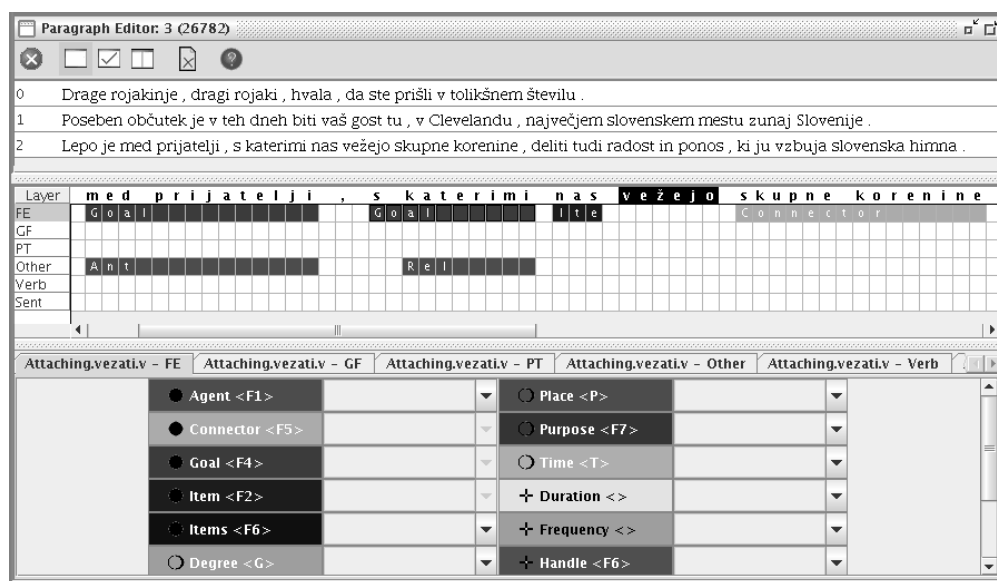 Paragraph Editor: 3 (26782)
0 Drage rojakinje , dragi rojaki , hvala , da ste prišli v tolikšnem številu .
1 Poseben občutek je v teh dneh biti vaš gost tu , v Clevelandu , največjem slovenskem mestu zunaj Slovenije .
2 Lepo je med prijatelji , s katerimi nas vežejo skupne korenine , deliti tudi radost in ponos , ki ju vzbuja slovenska himna .
Layer med prijatelji , s katerimi nas vežejo skupne korenine
FE Goal Goal Ite Connector
GF
PT
Other Ant Rel
Verb
Sent
Attaching.vezati.v - FE Attaching.vezati.v - GF Attaching.vezati.v - PT Attaching.vezati.v - Other Attaching.vezati.v - Verb
Agent <F1> Place <P>
Connector <F5> Purpose <F7>
Goal <F4> Time <T>
Item <F2> Duration <>
Items <F6> Frequency <>
Degree <G> Handle <F6>